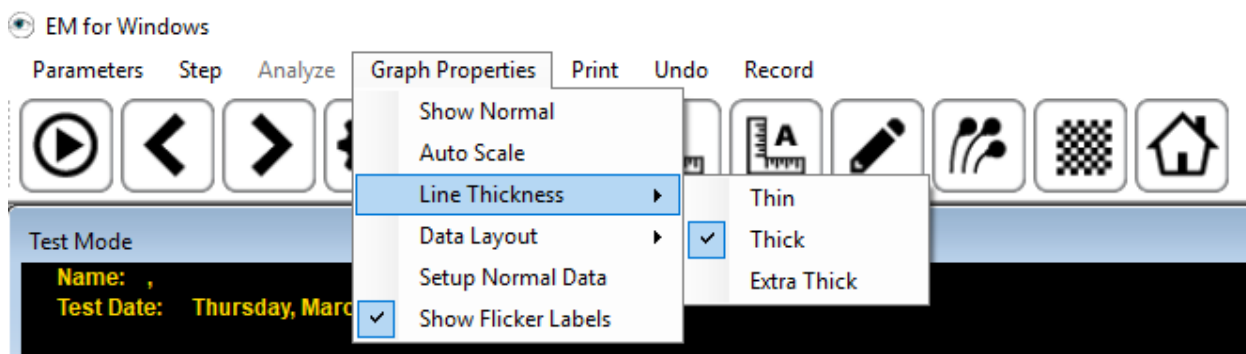 EM for Windows
Parameters Step Analyze Graph Properties Print Undo Record
Show Normal
Auto Scale
Line Thickness
Data Layout
Setup Normal Data
Show Flicker Labels
Thin
Thick
Extra Thick
A
Test Mode
Name: ,
Test Date: Thursday,